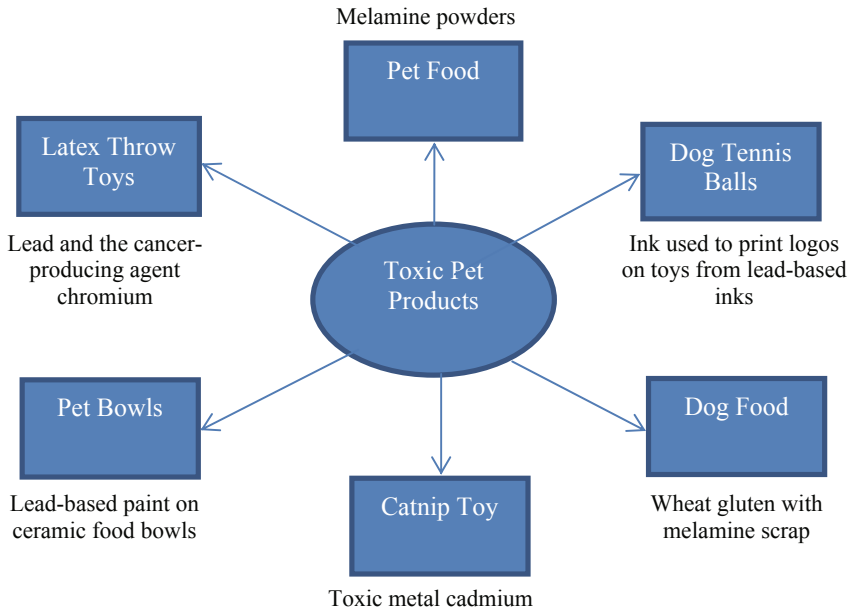 Melamine powders
Pet Food
Latex Throw
Toys
Dog Tennis
Balls
Lead and the cancer-
producing agent
chromium
Ink used to print logos
on toys from lead-based
inks
Toxic Pet
Products
Pet Bowls
Dog Food
Lead-based paint on
ceramic food bowls
Catnip Toy
Wheat gluten with
melamine scrap
Toxic metal cadmium